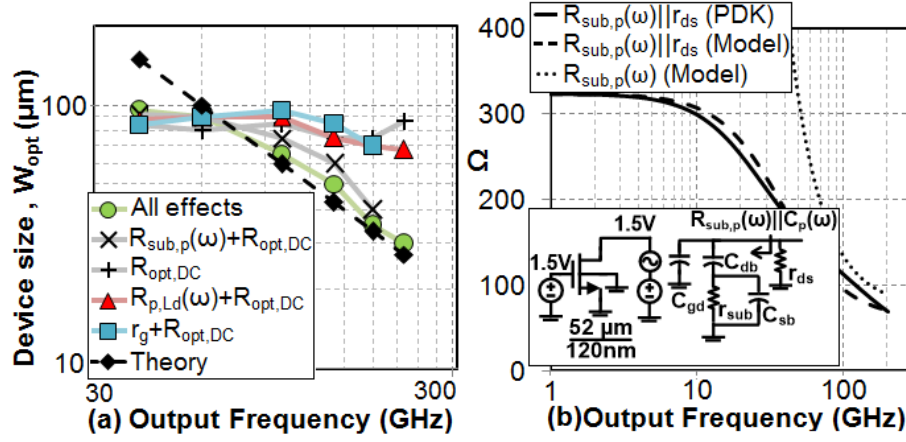 Device size , W_opt (µm)
100
10
30
300
All effects
R_sub,p(ω)+R_opt,DC
R_opt,DC
R_p,Ld(ω)+R_opt,DC
r_g+R_opt,DC
Theory
(a) Output Frequency (GHz)
Ω
400
300
200
100
0
1
10
100
R_sub,p(ω)||r_ds (PDK)
R_sub,p(ω)||r_ds (Model)
R_sub,p(ω) (Model)
1.5V
R_sub,p(ω)||C_p(ω)
1.5V
C_db
r_ds
C_gd
r_sub
C_sb
52 µm
120nm
(b)Output Frequency (GHz)